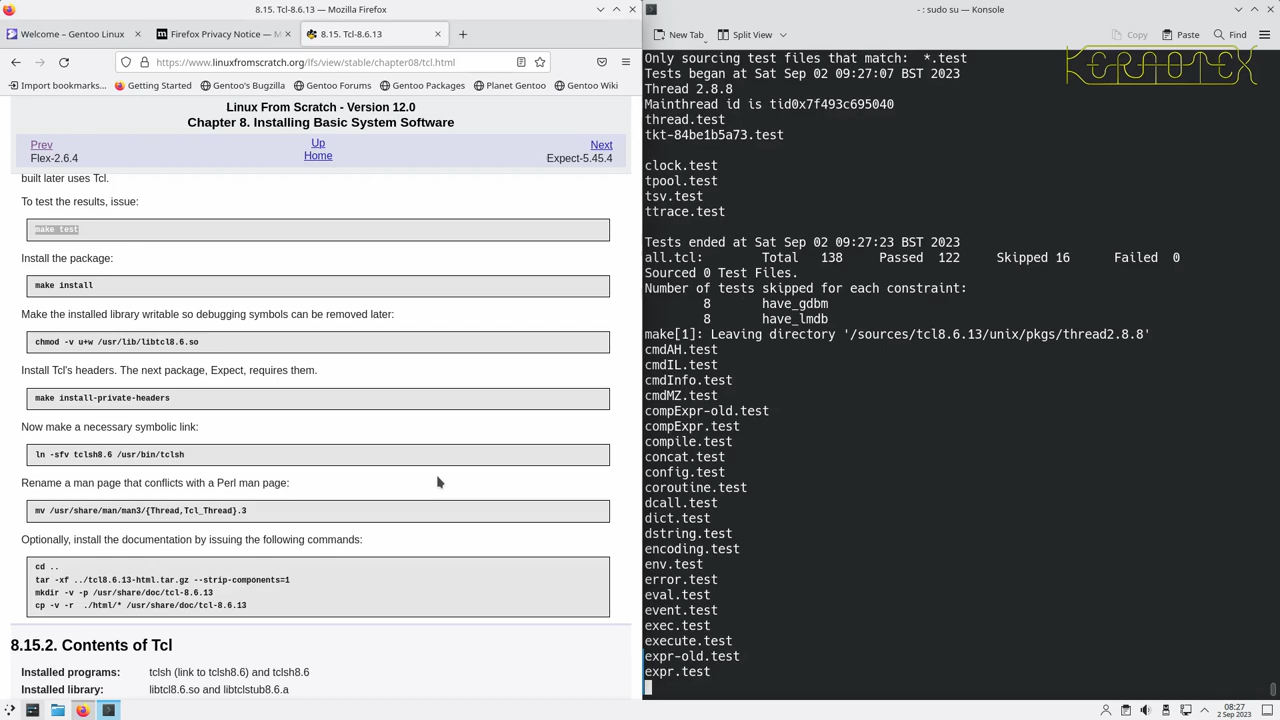 8.15. Tcl-8.6.13 — Mozilla Firefox
Welcome – Gentoo Linux
Firefox Privacy Notice — M
8.15. Tcl-8.6.13
https://www.linuxfromscratch.org/lfs/view/stable/chapter08/tcl.html
Import bookmarks...
Getting Started
Gentoo's Bugzilla
Gentoo Forums
Gentoo Packages
Planet Gentoo
Gentoo Wiki
Linux From Scratch - Version 12.0
Chapter 8. Installing Basic System Software
Prev
Up
Next
Flex-2.6.4
Home
Expect-5.45.4
built later uses Tcl.
To test the results, issue:
make test
Install the package:
make install
Make the installed library writable so debugging symbols can be removed later:
chmod -v u+w /usr/lib/libtcl8.6.so
Install Tcl's headers. The next package, Expect, requires them.
make install-private-headers
Now make a necessary symbolic link:
ln -sfv tclsh8.6 /usr/bin/tclsh
Rename a man page that conflicts with a Perl man page:
mv /usr/share/man/man3/{Thread,Tcl_Thread}.3
Optionally, install the documentation by issuing the following commands:
cd ..
tar -xf ../tcl8.6.13-html.tar.gz --strip-components=1
mkdir -v -p /usr/share/doc/tcl-8.6.13
cp -v -r  ./html/* /usr/share/doc/tcl-8.6.13
8.15.2. Contents of Tcl
Installed programs: tclsh (link to tclsh8.6) and tclsh8.6
Installed library: libtcl8.6.so and libtclstub8.6.a
- : sudo su — Konsole
New Tab
Split View
Copy
Paste
Find
KERNOTEX
Only sourcing test files that match:  *.test
Tests began at Sat Sep 02 09:27:07 BST 2023
Thread 2.8.8
Mainthread id is tid0x7f493c695040
thread.test
tkt-84be1b5a73.test
clock.test
tpool.test
tsv.test
ttrace.test
Tests ended at Sat Sep 02 09:27:23 BST 2023
all.tcl:        Total   138     Passed  122     Skipped 16      Failed  0
Sourced 0 Test Files.
Number of tests skipped for each constraint:
8       have_gdbm
8       have_lmdb
make[1]: Leaving directory '/sources/tcl8.6.13/unix/pkgs/thread2.8.8'
cmdAH.test
cmdIL.test
cmdInfo.test
cmdMZ.test
compExpr-old.test
compExpr.test
compile.test
concat.test
config.test
coroutine.test
dcall.test
dict.test
dstring.test
encoding.test
env.test
error.test
eval.test
event.test
exec.test
execute.test
expr-old.test
expr.test
08:27
2 Sep 2023